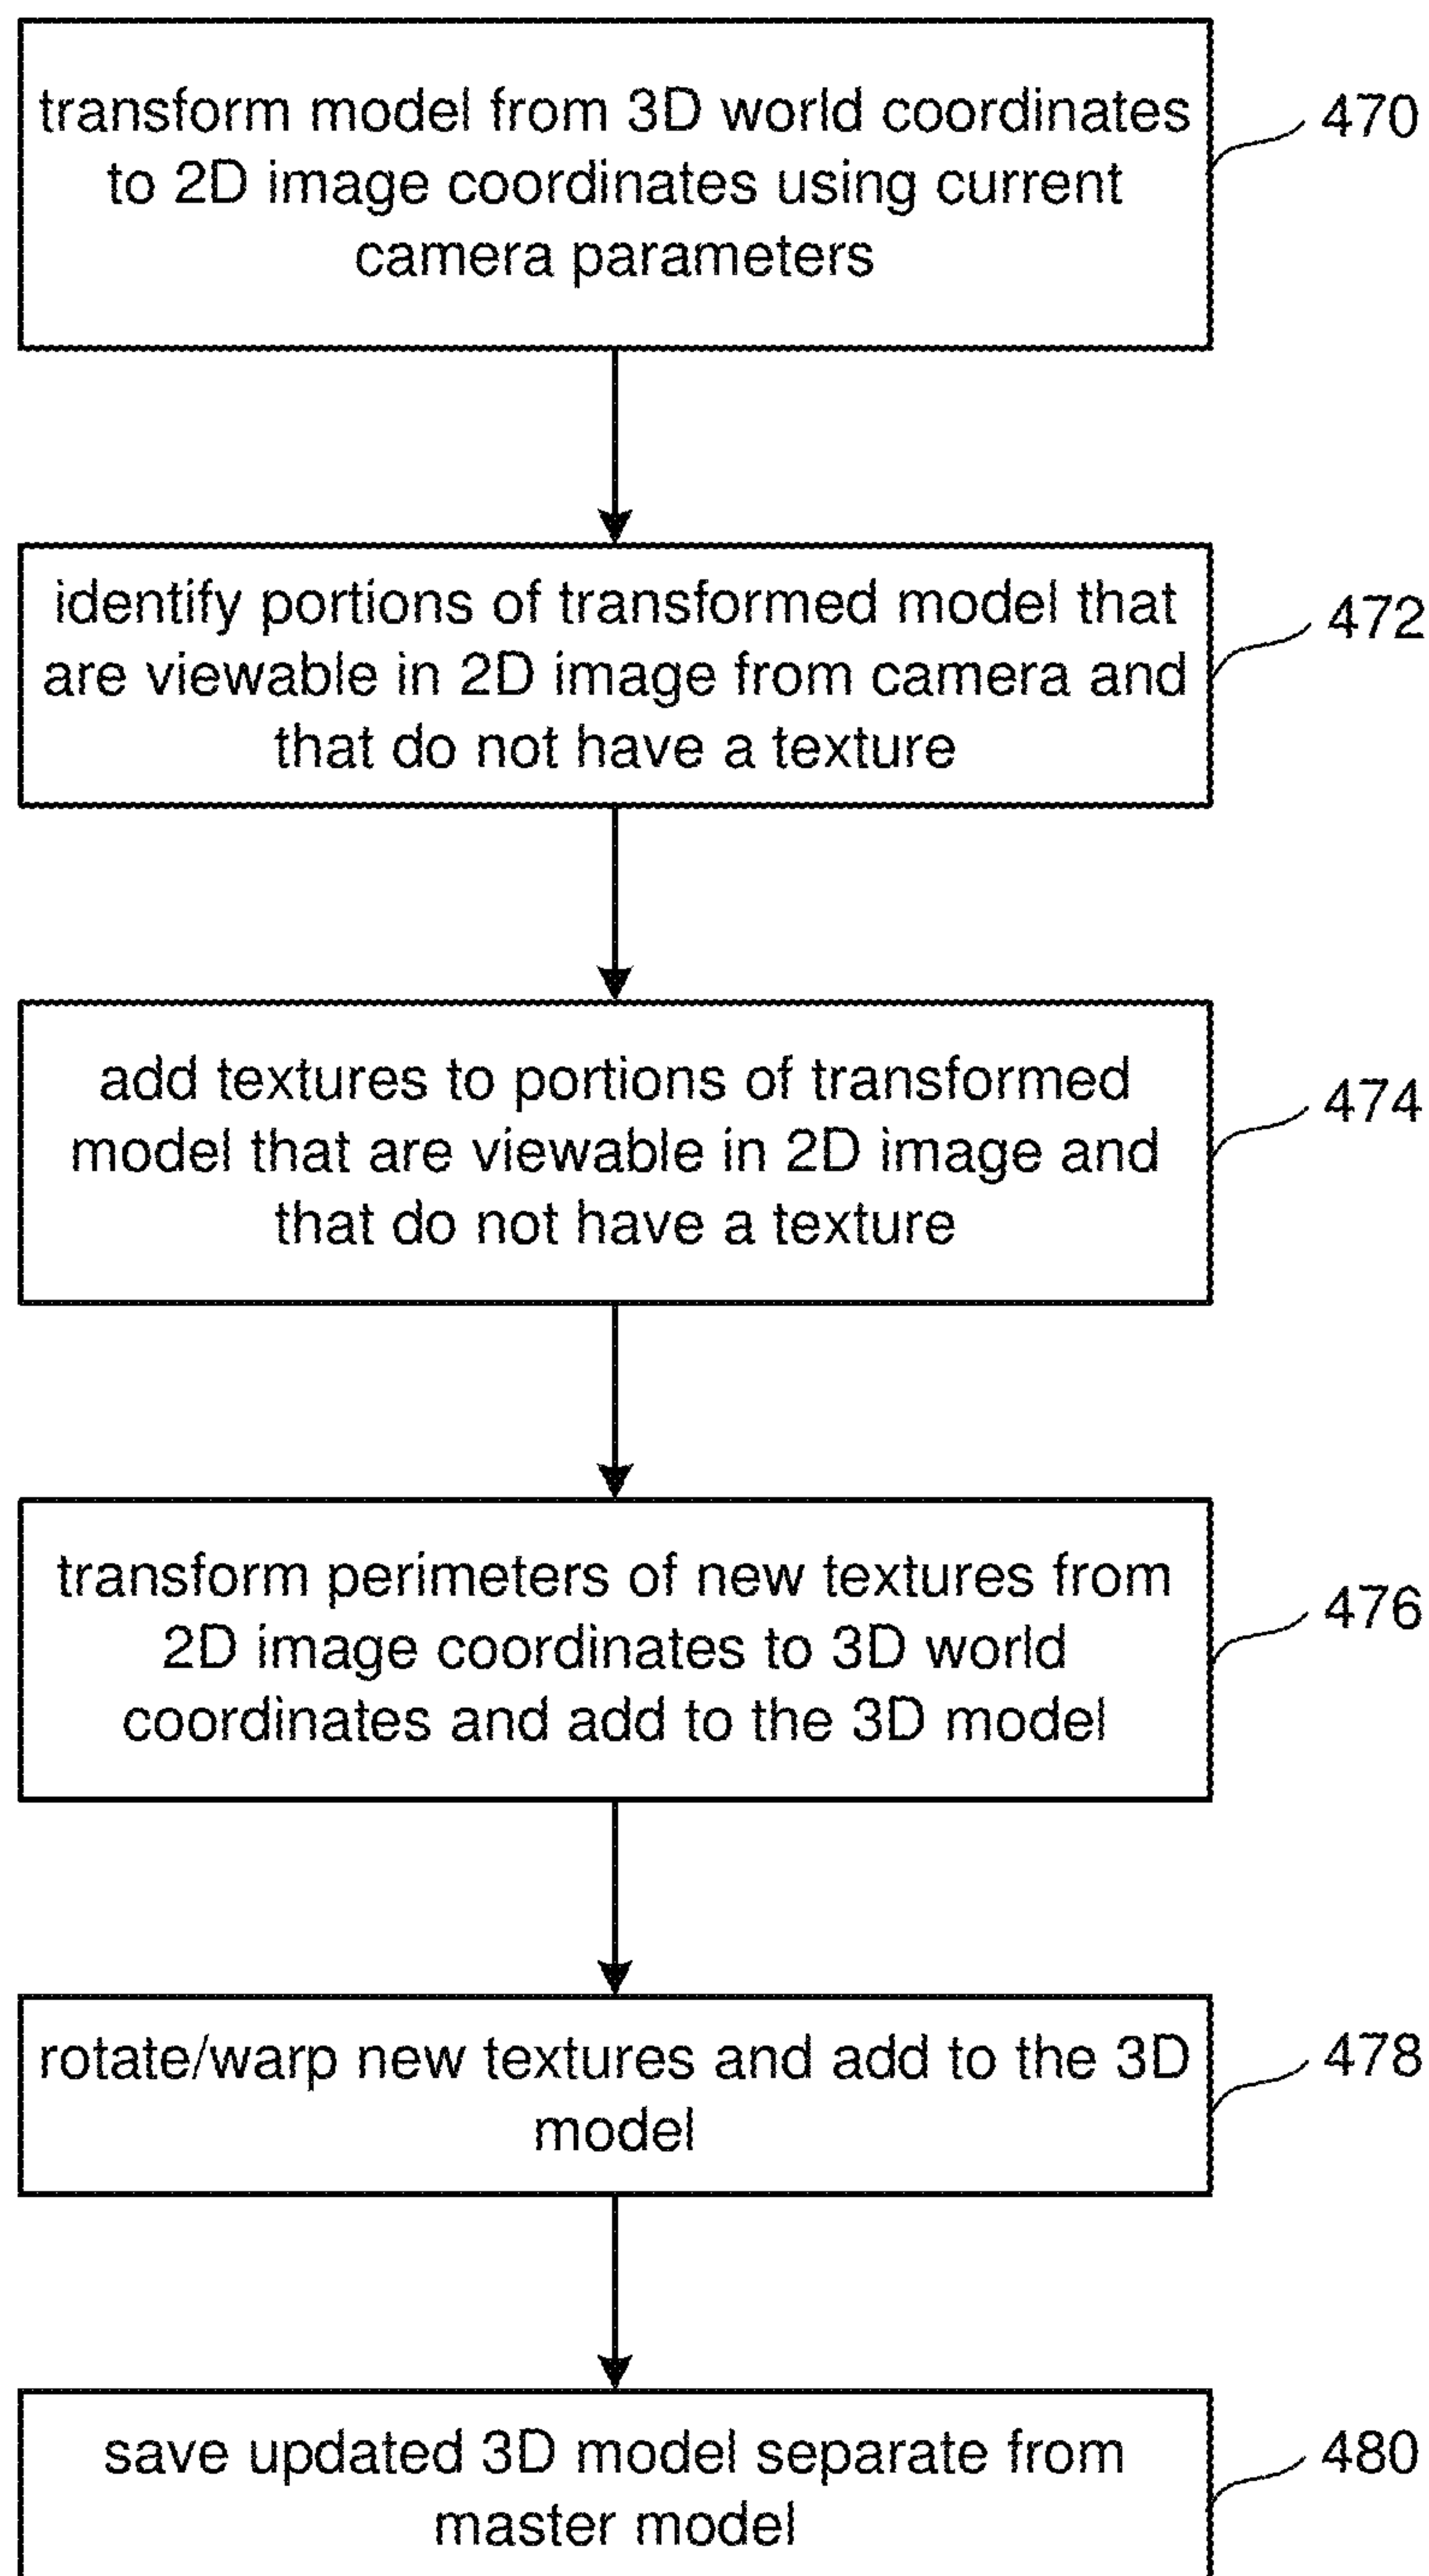 transform model from 3D world coordinates
to 2D image coordinates using current
camera parameters
470
identify portions of transformed model that
are viewable in 2D image from camera and
that do not have a texture
472
add textures to portions of transformed
model that are viewable in 2D image and
that do not have a texture
474
transform perimeters of new textures from
2D image coordinates to 3D world
coordinates and add to the 3D model
476
rotate/warp new textures and add to the 3D
model
478
save updated 3D model separate from
master model
480